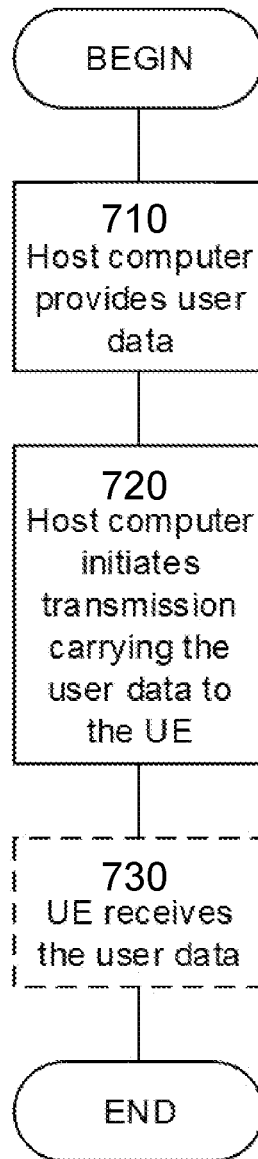 BEGIN
710
Host computer
provides user
data
720
Host computer
initiates
transmission
carrying the
user data to
the UE
730
UE receives
the user data
END